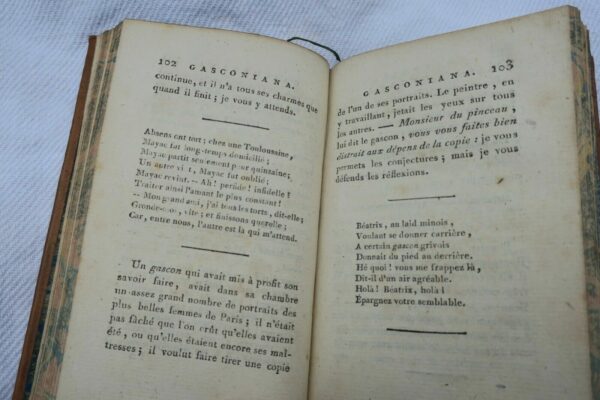 102 GASCONIANA.
continue, et il n'a tous ses charmes que
quand il finit; je vous y attends.
Absens ont tort; chez une Toulousaine,
Mayac fut long-temps domicilié;
Mayac partit seulement pour quinzaine;
Un autre vint, Mayac fut oublié;
Mayac revint. — Ah! perfide! infidelle?
Traiter ainsi l'amant le plus constant!
— Mon grand ami, j'ai tous les torts, dit-elle;
Gronde-moi, vîte; et finissons querelle;
Car, entre nous, l'autre est là qui m'attend.
Un gascon qui avait mis à profit son
savoir faire, avait dans sa chambre
un assez grand nombre de portraits des
plus belles femmes de Paris; il n'était
pas fâché que l'on crût qu'elles avaient
été, ou qu'elles étaient encore ses maî-
tresses; il voulut faire tirer une copie
GASCONIANA. 103
de l'un de ses portraits. Le peintre, en
y travaillant, jetait les yeux sur tous
les autres. — Monsieur du pinceau,
lui dit le gascon, vous vous faites bien
distrait aux dépens de la copie: je vous
permets les conjectures; mais je vous
défends les réflexions.
Béatrix, au laid minois,
Voulant se donner carrière,
A certain gascon grivois
Donnait du pied au derrière.
Hé quoi! vous me frappez là,
Dit-il d'un air agréable.
Holà! Béatrix, holà!
Épargnez votre semblable.